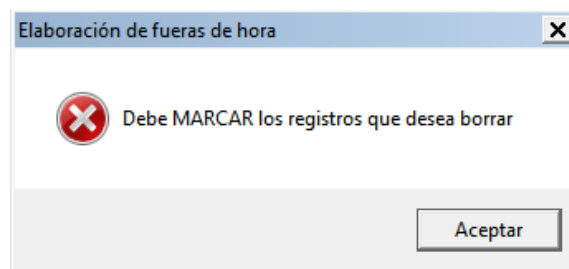 Elaboración de fueras de hora
Debe MARCAR los registros que desea borrar
Aceptar